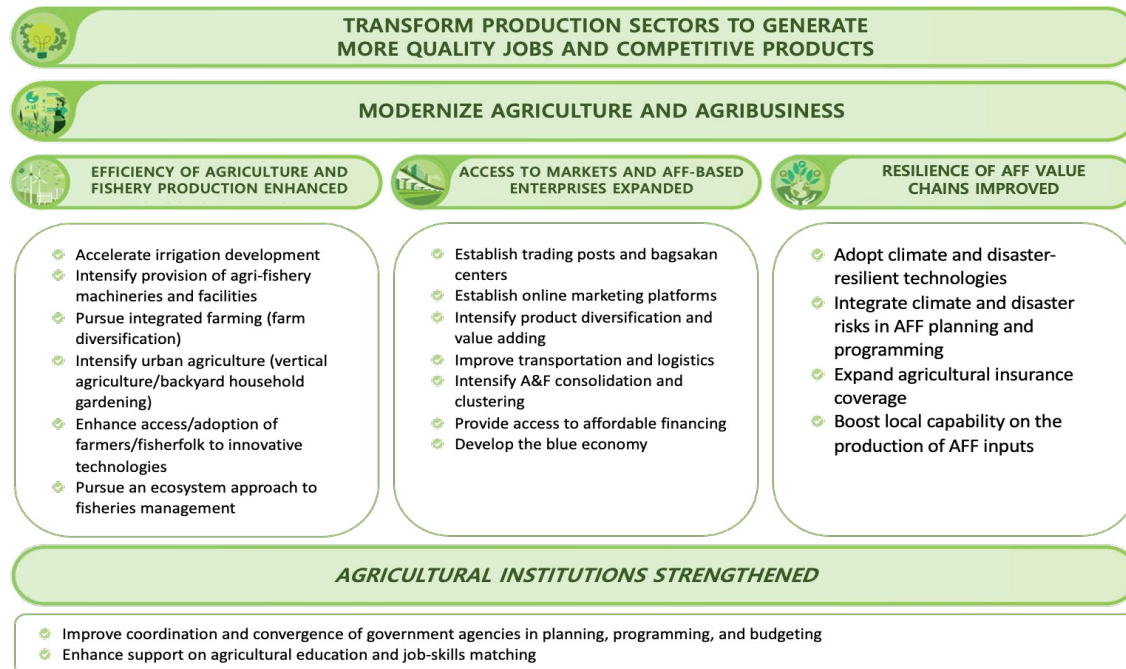 TRANSFORM PRODUCTION SECTORS TO GENERATE
MORE QUALITY JOBS AND COMPETITIVE PRODUCTS
MODERNIZE AGRICULTURE AND AGRIBUSINESS
EFFICIENCY OF AGRICULTURE AND
FISHERY PRODUCTION ENHANCED
Accelerate irrigation development
Intensify provision of agri-fishery
machineries and facilities
Pursue integrated farming (farm
diversification)
Intensify urban agriculture (vertical
agriculture/backyard household
gardening)
Enhance access/adoption of
farmers/fisherfolk to innovative
technologies
Pursue an ecosystem approach to
fisheries management
ACCESS TO MARKETS AND AFF-BASED
ENTERPRISES EXPANDED
Establish trading posts and bagsakan
centers
Establish online marketing platforms
Intensify product diversification and
value adding
Improve transportation and logistics
Intensify A&F consolidation and
clustering
Provide access to affordable financing
Develop the blue economy
RESILIENCE OF AFF VALUE
CHAINS IMPROVED
Adopt climate and disaster-
resilient technologies
Integrate climate and disaster
risks in AFF planning and
programming
Expand agricultural insurance
coverage
Boost local capability on the
production of AFF inputs
AGRICULTURAL INSTITUTIONS STRENGTHENED
Improve coordination and convergence of government agencies in planning, programming, and budgeting
Enhance support on agricultural education and job-skills matching